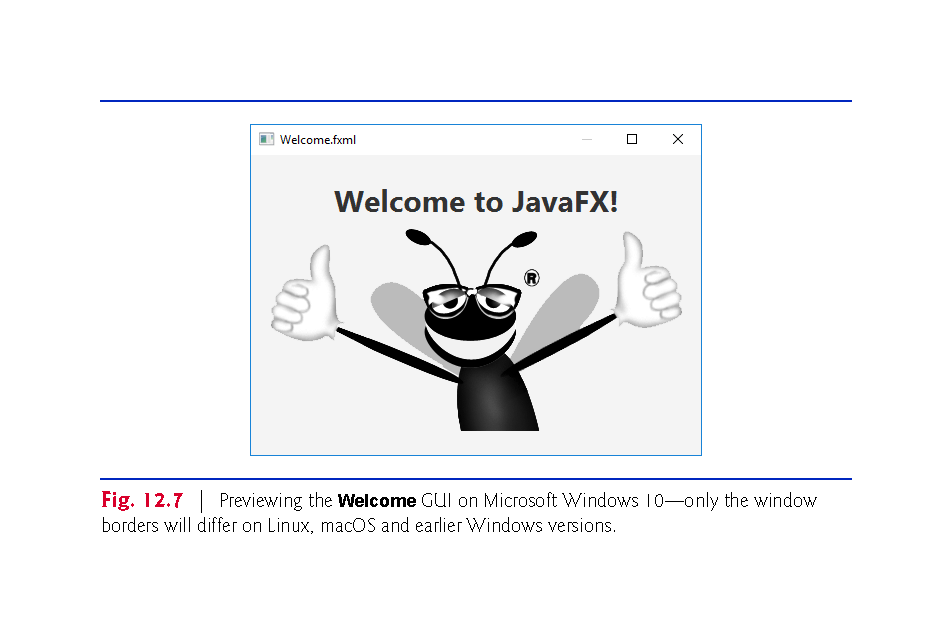 Welcome.fxml
Welcome to JavaFX!
®
Fig. 12.7 | Previewing the Welcome GUI on Microsoft Windows 10—only the window
borders will differ on Linux, macOS and earlier Windows versions.